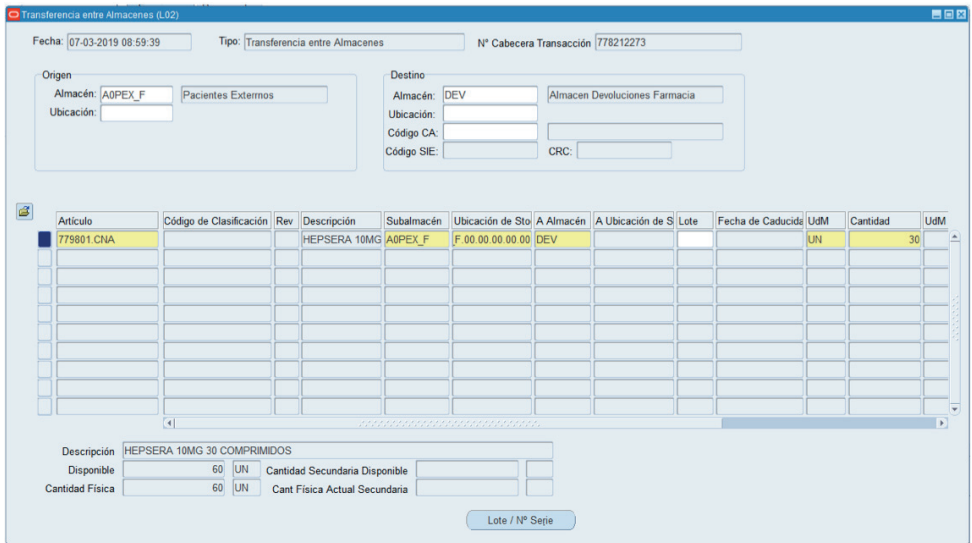 Transferencia entre Almacenes (L02)
Fecha: 07-03-2019 08:59:39 Tipo: Transferencia entre Almacenes Nº Cabecera Transacción 778212273
Origen Destino
Almacén: A0PEX_F Pacientes Extermos Almacén: DEV Almacen Devoluciones Farmacia
Ubicación: Ubicación:
Código CA:
Código SIE: CRC:
Artículo Código de Clasificación Rev Descripción Subalmacén Ubicación de Sto A Almacén A Ubicación de S Lote Fecha de Caducida UdM Cantidad UdM
779801.CNA HEPSERA 10MG A0PEX_F F.00.00.00.00.00 DEV UN 30
Descripción HEPSERA 10MG 30 COMPRIMIDOS
Disponible 60 UN Cantidad Secundaria Disponible
Cantidad Física 60 UN Cant Física Actual Secundaria
Lote / Nº Serie